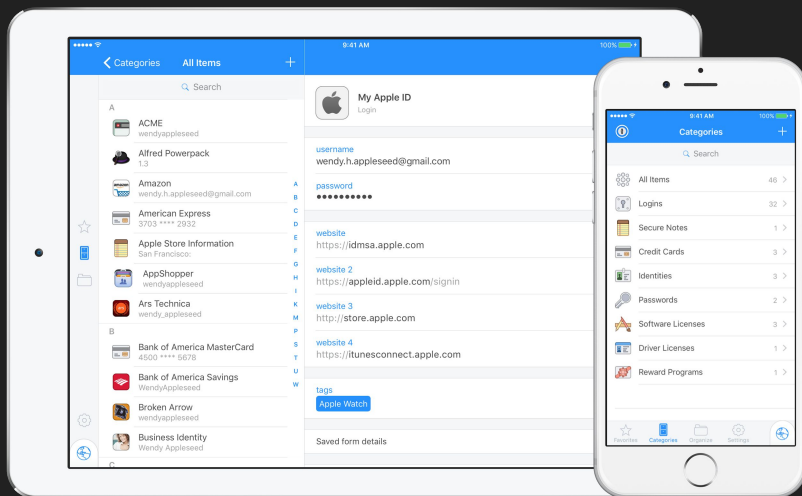 9:41 AM
100%
Categories
All Items
Search
A
ACME
wendyappleseed
Alfred Powerpack
1.3
Amazon
wendy.h.appleseed@gmail.com
American Express
3703 **** 2932
Apple Store Information
San Francisco:
AppShopper
wendyappleseed
Ars Technica
wendy_appleseed
B
Bank of America MasterCard
4500 **** 5678
Bank of America Savings
WendyAppleseed
Broken Arrow
wendyappleseed
Business Identity
Wendy Appleseed
C
A
B
C
D
E
F
G
H
I
K
M
P
S
T
U
W
My Apple ID
Login
username
wendy.h.appleseed@gmail.com
password
••••••••••
website
https://idmsa.apple.com
website 2
https://appleid.apple.com/signin
website 3
http://store.apple.com
website 4
https://itunesconnect.apple.com
tags
Apple Watch
Saved form details
9:41 AM
100%
Categories
Search
All Items 46
Logins 32
Secure Notes 1
Credit Cards 3
Identities 3
Passwords 2
Software Licenses 3
Driver Licenses 1
Reward Programs 1
Favorites
Categories
Organize
Settings